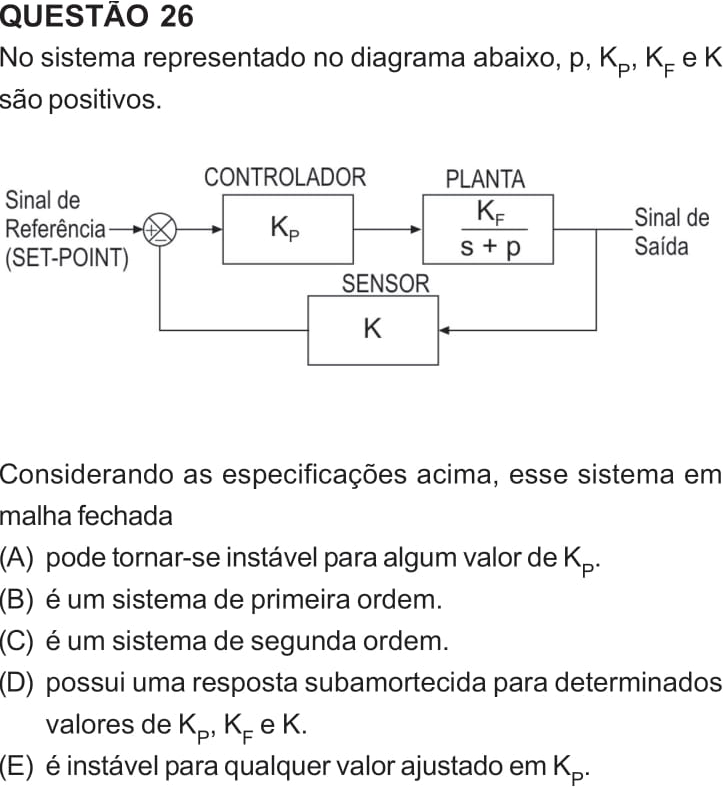 QUESTÃO 26
No sistema representado no diagrama abaixo, p, K_P, K_F e K
são positivos.
CONTROLADOR
PLANTA
Sinal de
Referência
(SET-POINT)
+
−
K_P
K_F
s + p
Sinal de
Saída
SENSOR
K
Considerando as especificações acima, esse sistema em
malha fechada
(A) pode tornar-se instável para algum valor de K_P.
(B) é um sistema de primeira ordem.
(C) é um sistema de segunda ordem.
(D) possui uma resposta subamortecida para determinados
valores de K_P, K_F e K.
(E) é instável para qualquer valor ajustado em K_P.